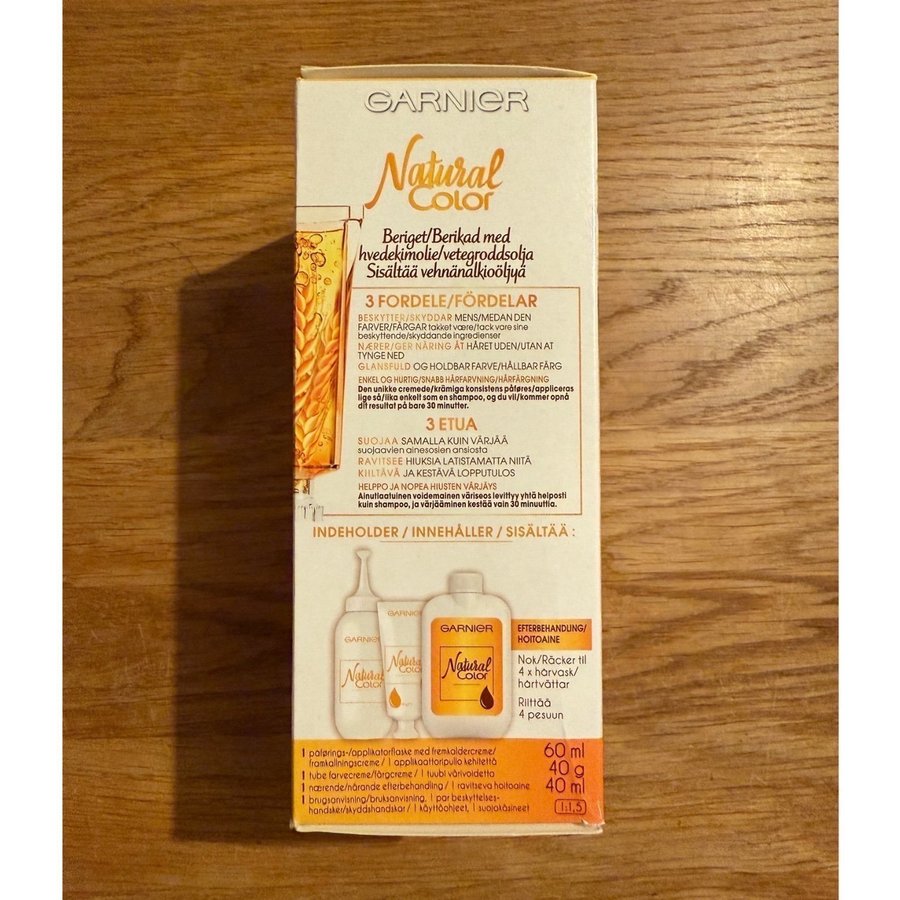 GARNIER
Natural
Color
Beriget/Berikad med
hvedekimolie/vetegroddsolja
Sisältää vehnänalkioöljyä
3 FORDELE/FÖRDELAR
BESKYTTER/SKYDDAR MENS/MEDAN DEN
FARVER/FÄRGAR takket være/tack vare sine
beskyttende/skyddande ingredienser
NÆRER/GER NÄRING ÅT HÅRET UDEN/UTAN AT
TYNGE NED
GLANSFULD OG HOLDBAR FARVE/HÅLLBAR FÄRG
ENKEL OG HURTIG/SNABB HÅRFARVNING/HÅRFÄRGNING
Den unikke cremede/krämiga konsistens påføres/appliceras
lige så/lika enkelt som en shampoo, og du vil/kommer opnå
dit resultat på bare 30 minutter.
3 ETUA
SUOJAA SAMALLA KUIN VÄRJÄÄ
suojaavien ainesosien ansiosta
RAVITSEE HIUKSIA LATISTAMATTA NIITÄ
KIILTÄVÄ JA KESTÄVÄ LOPPUTULOS
HELPPO JA NOPEA HIUSTEN VÄRJÄYS
Ainutlaatuinen voidemainen väriseos levittyy yhtä helposti
kuin shampoo, ja värjääminen kestää vain 30 minuuttia.
INDEHOLDER / INNEHÅLLER / SISÄLTÄÄ :
GARNIER
Natural
Color
GARNIER
Natural
Color
GARNIER
Natural
Color
EFTERBEHANDLING/
HOITOAINE
Nok/Räcker til
4 x hårvask/
hårtvättar
Riittää
4 pesuun
1 påførings-/applikatorflaske med fremkaldercreme/
framkallningscreme / 1 applikaattoripullo kehitettä 60 ml
1 tube farvecreme/färgcreme / 1 tuubi värivoidetta 40 g
1 nærende/närande efterbehandling / 1 ravitseva hoitoaine 40 ml
1 brugsanvisning/bruksanvisning, 1 par beskyttelses-
handsker/skyddshandskar / 1 käyttöohjeet, 1 suojakäsineet 1:1,5